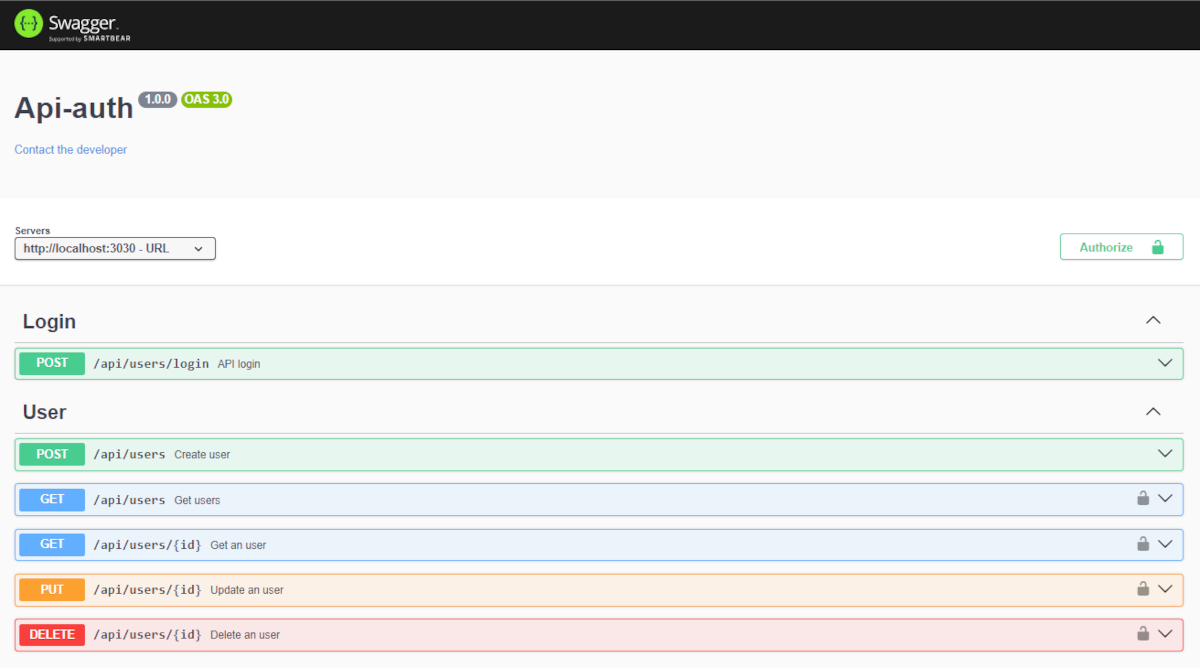 Swagger
Supported by SMARTBEAR
Api-auth 1.0.0 OAS 3.0
Contact the developer
Servers
http://localhost:3030 - URL
Authorize
Login
POST /api/users/login API login
User
POST /api/users Create user
GET /api/users Get users
GET /api/users/{id} Get an user
PUT /api/users/{id} Update an user
DELETE /api/users/{id} Delete an user